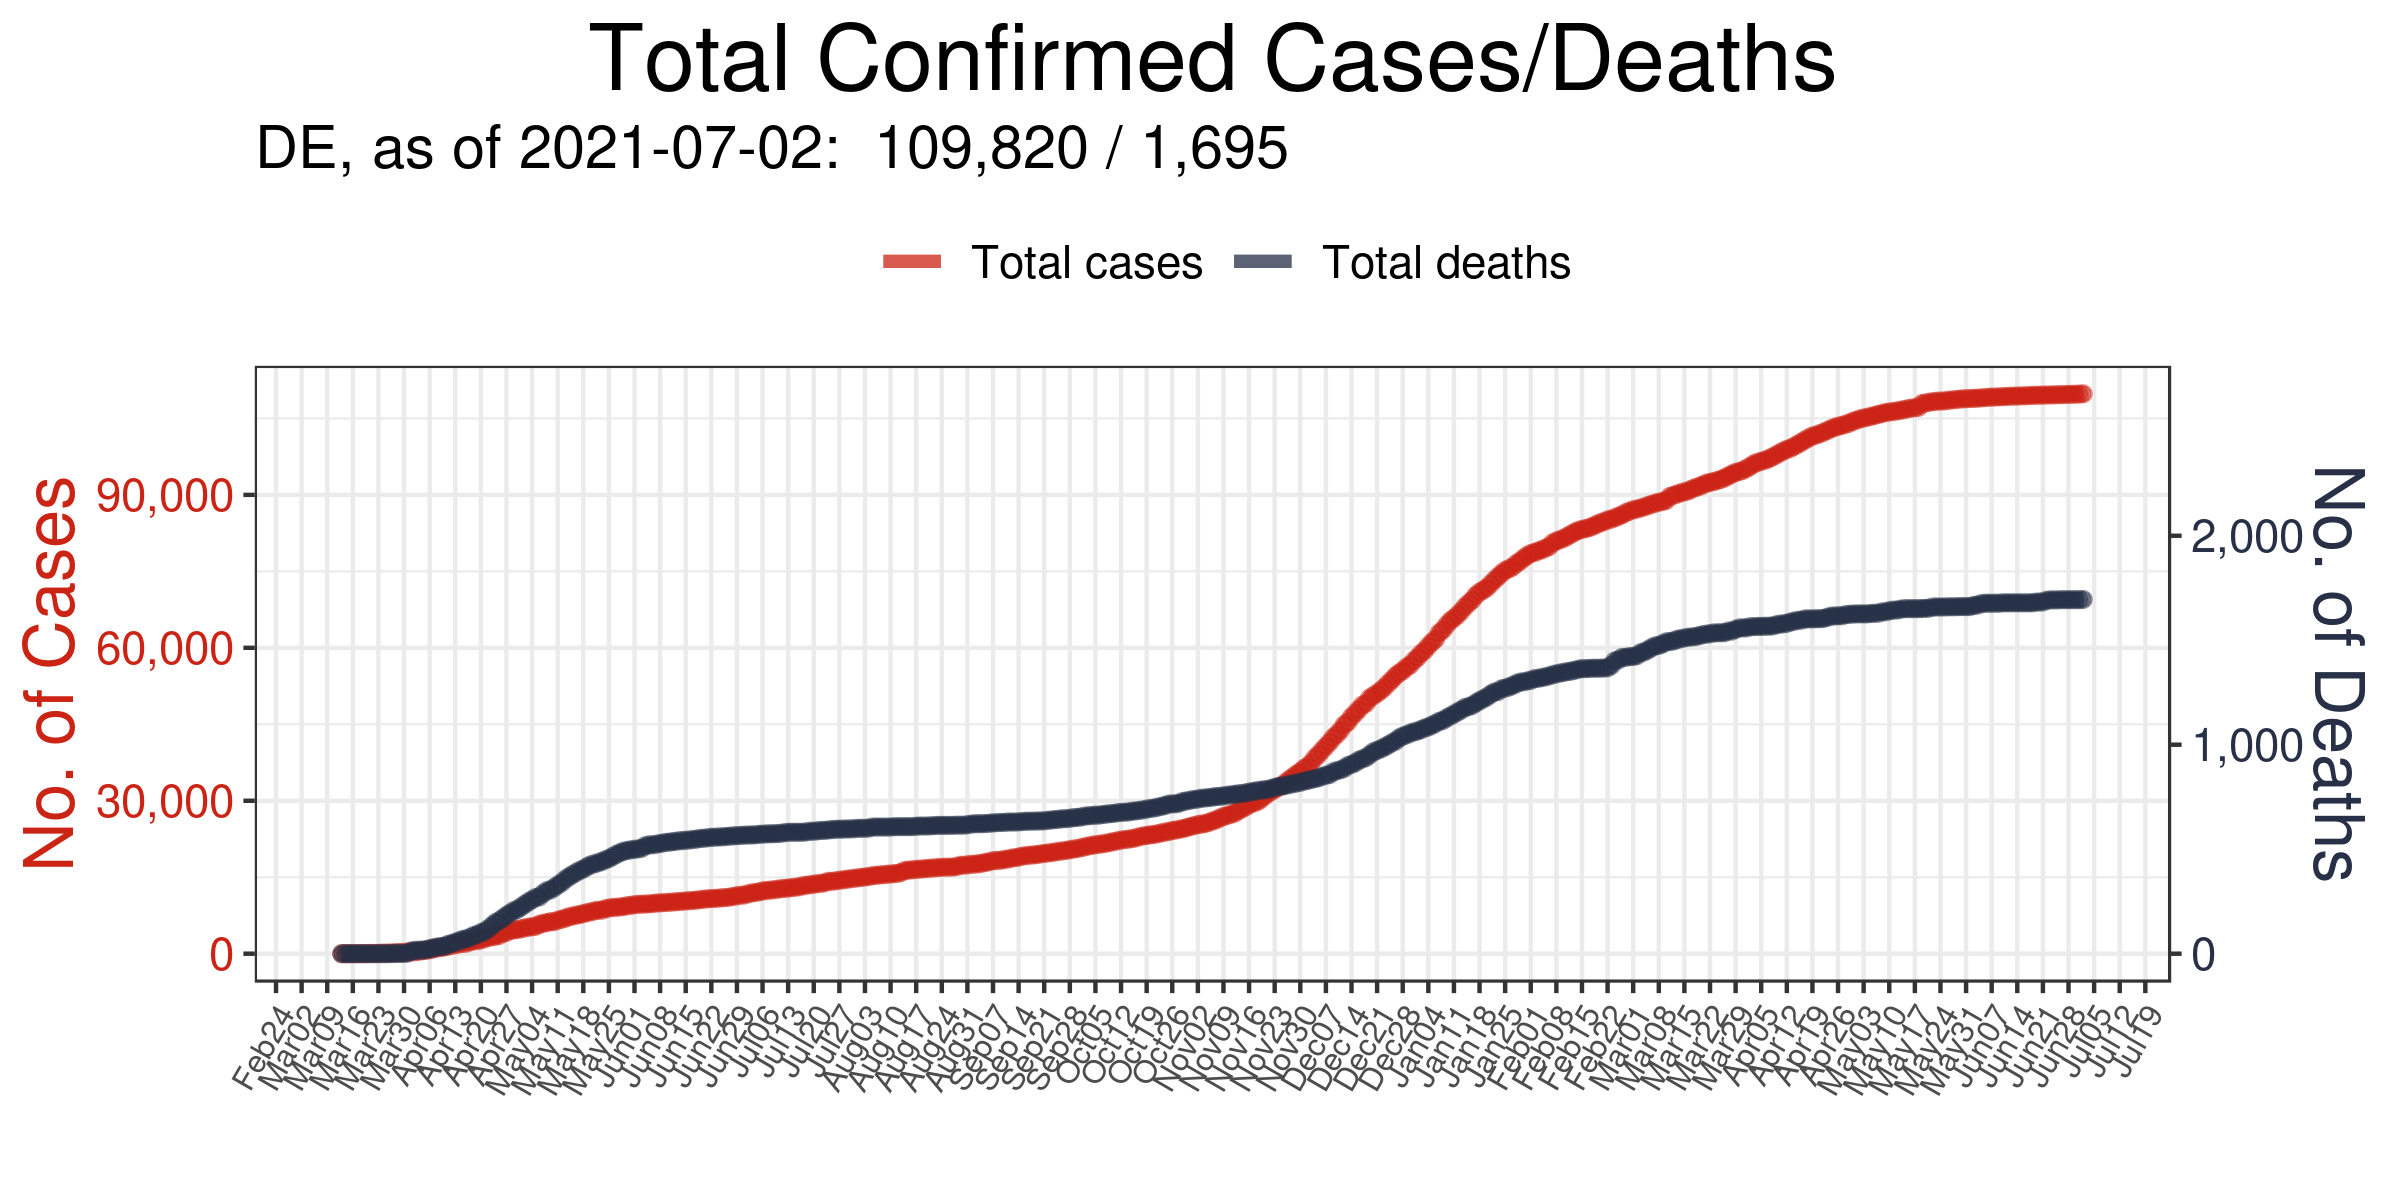 Total Confirmed Cases/Deaths
DE, as of 2021-07-02:  109,820 / 1,695
Total cases
Total deaths
No. of Cases
90,000
60,000
30,000
0
2,000
1,000
0
No. of Deaths
Feb24
Mar02
Mar09
Mar16
Mar23
Mar30
Apr06
Apr13
Apr20
Apr27
May04
May11
May18
May25
Jun01
Jun08
Jun15
Jun22
Jun29
Jul06
Jul13
Jul20
Jul27
Aug03
Aug10
Aug17
Aug24
Aug31
Sep07
Sep14
Sep21
Sep28
Oct05
Oct12
Oct19
Oct26
Nov02
Nov09
Nov16
Nov23
Nov30
Dec07
Dec14
Dec21
Dec28
Jan04
Jan11
Jan18
Jan25
Feb01
Feb08
Feb15
Feb22
Mar01
Mar08
Mar15
Mar22
Mar29
Apr05
Apr12
Apr19
Apr26
May03
May10
May17
May24
May31
Jun07
Jun14
Jun21
Jun28
Jul05
Jul12
Jul19